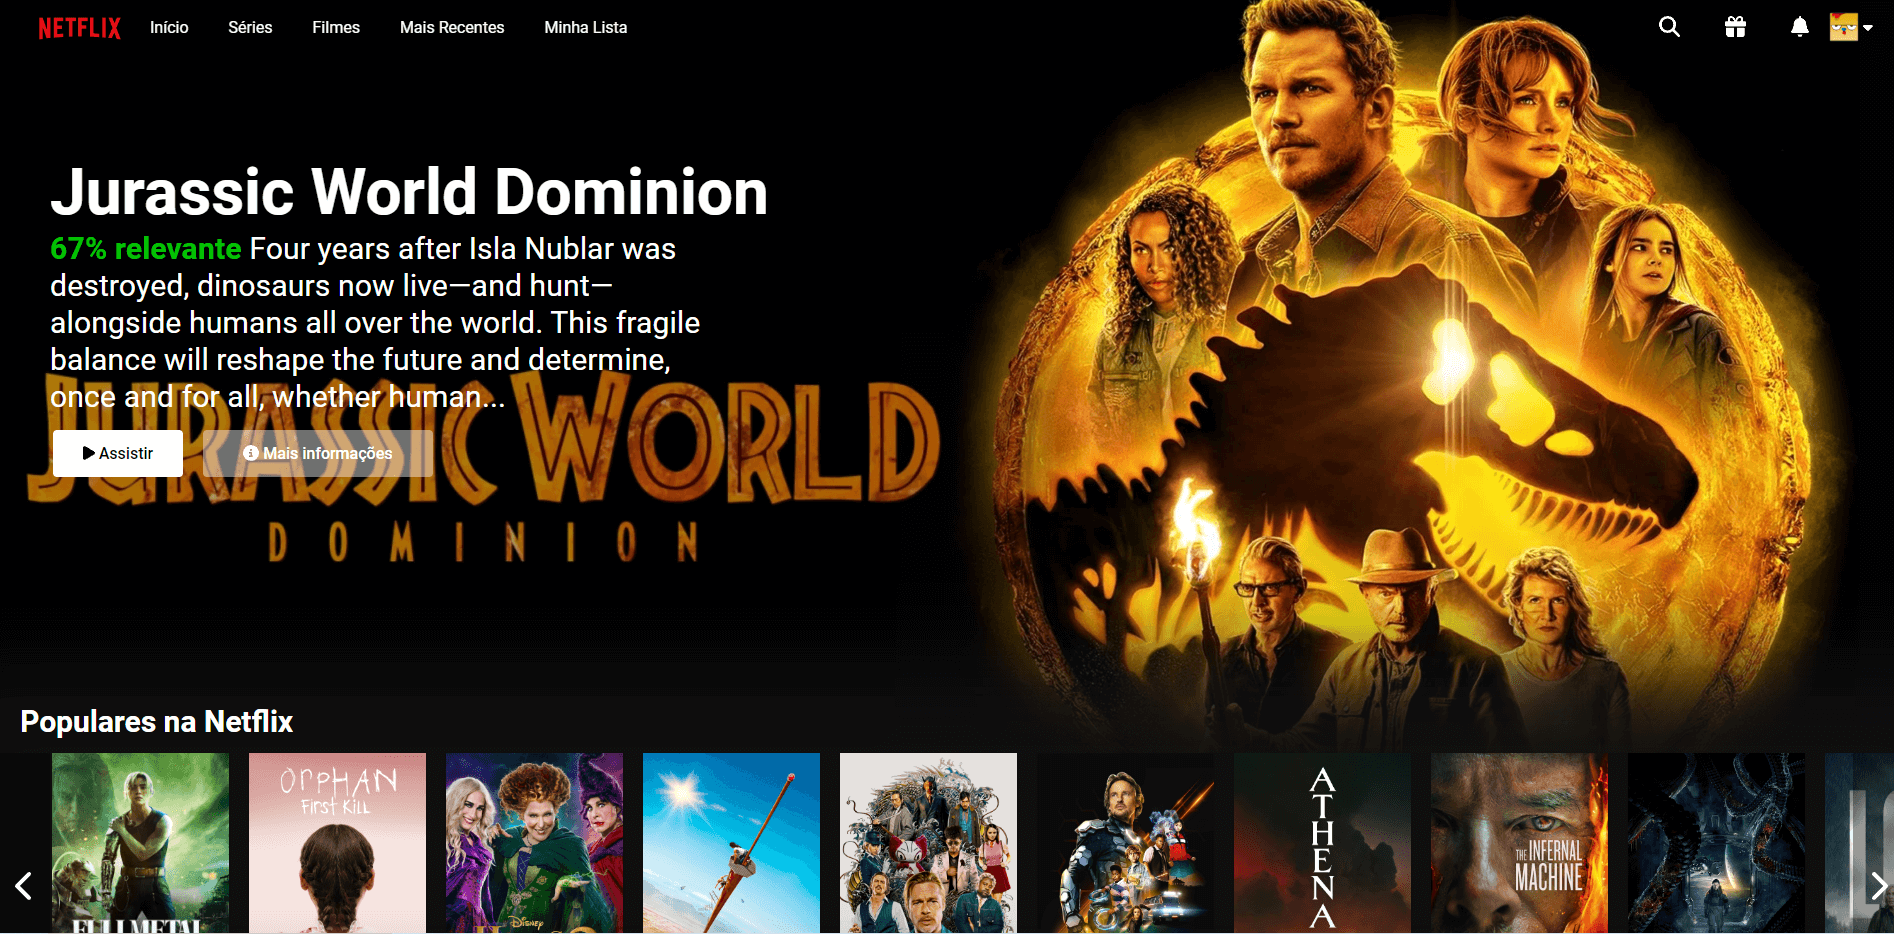 NETFLIX Início Séries Filmes Mais Recentes Minha Lista
Jurassic World Dominion
67% relevante Four years after Isla Nublar was
destroyed, dinosaurs now live—and hunt—
alongside humans all over the world. This fragile
balance will reshape the future and determine,
once and for all, whether human...
JURASSIC WORLD
DOMINION
Assistir Mais informações
Populares na Netflix
FULLMETAL
ORPHAN
FIRST KILL
DISNEY
ATHENA
THE INFERNAL
MACHINE